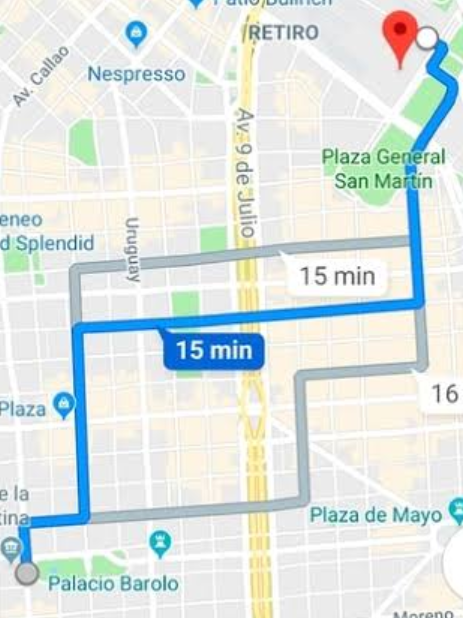 Patio Bullrich
RETIRO
Av. Callao
Nespresso
Av. 9 de Julio
Plaza General
San Martín
eneo
d Splendid
Uruguay
15 min
15 min
Plaza
16
e la
tina
Plaza de Mayo
Palacio Barolo
Moreno